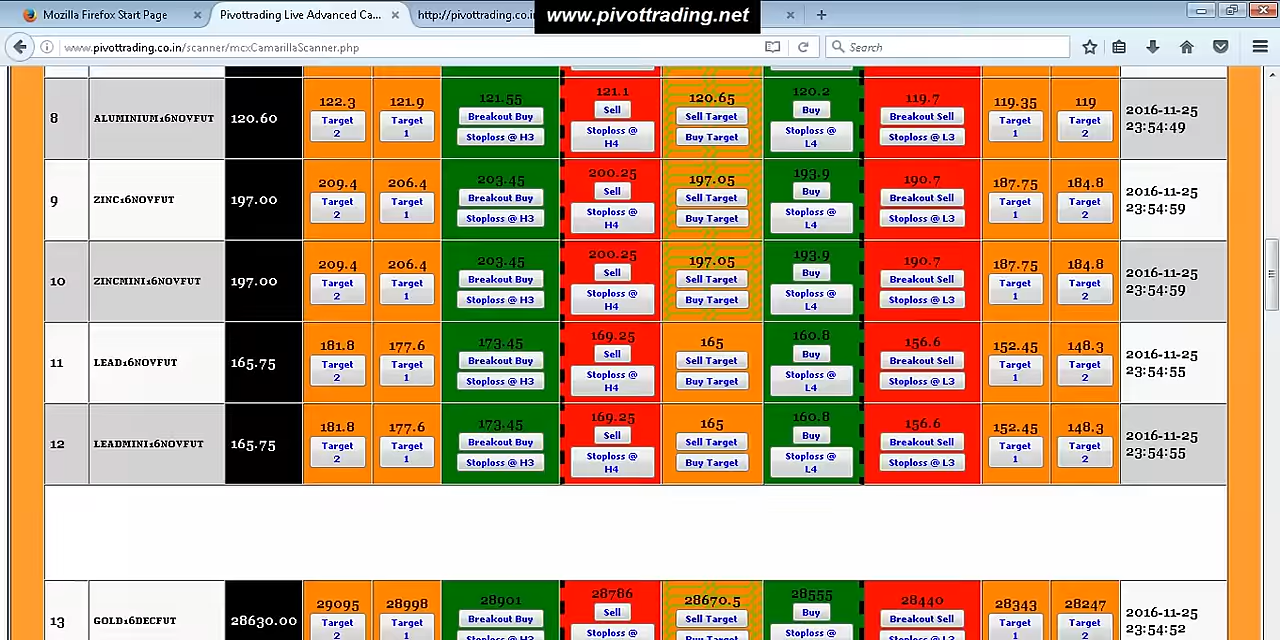 Mozilla Firefox Start Page × Pivottrading Live Advanced Ca... × http://pivottrading.co.in × +
www.pivottrading.net
www.pivottrading.co.in/scanner/mcxCamarillaScanner.php Search
8 ALUMINIUM16NOVFUT 120.60 122.3 Target 2 121.9 Target 1 121.55 Breakout Buy Stoploss @ H3 121.1 Sell Stoploss @ H4 120.65 Sell Target Buy Target 120.2 Buy Stoploss @ L4 119.7 Breakout Sell Stoploss @ L3 119.35 Target 1 119 Target 2 2016-11-25 23:54:49
9 ZINC16NOVFUT 197.00 209.4 Target 2 206.4 Target 1 203.45 Breakout Buy Stoploss @ H3 200.25 Sell Stoploss @ H4 197.05 Sell Target Buy Target 193.9 Buy Stoploss @ L4 190.7 Breakout Sell Stoploss @ L3 187.75 Target 1 184.8 Target 2 2016-11-25 23:54:59
10 ZINCMINI16NOVFUT 197.00 209.4 Target 2 206.4 Target 1 203.45 Breakout Buy Stoploss @ H3 200.25 Sell Stoploss @ H4 197.05 Sell Target Buy Target 193.9 Buy Stoploss @ L4 190.7 Breakout Sell Stoploss @ L3 187.75 Target 1 184.8 Target 2 2016-11-25 23:54:59
11 LEAD16NOVFUT 165.75 181.8 Target 2 177.6 Target 1 173.45 Breakout Buy Stoploss @ H3 169.25 Sell Stoploss @ H4 165 Sell Target Buy Target 160.8 Buy Stoploss @ L4 156.6 Breakout Sell Stoploss @ L3 152.45 Target 1 148.3 Target 2 2016-11-25 23:54:55
12 LEADMINI16NOVFUT 165.75 181.8 Target 2 177.6 Target 1 173.45 Breakout Buy Stoploss @ H3 169.25 Sell Stoploss @ H4 165 Sell Target Buy Target 160.8 Buy Stoploss @ L4 156.6 Breakout Sell Stoploss @ L3 152.45 Target 1 148.3 Target 2 2016-11-25 23:54:55
13 GOLD16DECFUT 28630.00 29095 Target 2 28998 Target 1 28901 Breakout Buy Stoploss @ H3 28786 Sell Stoploss @ 28670.5 Sell Target Buy Target 28555 Buy Stoploss @ 28440 Breakout Sell Stoploss @ L3 28343 Target 1 28247 Target 2 2016-11-25 23:54:52